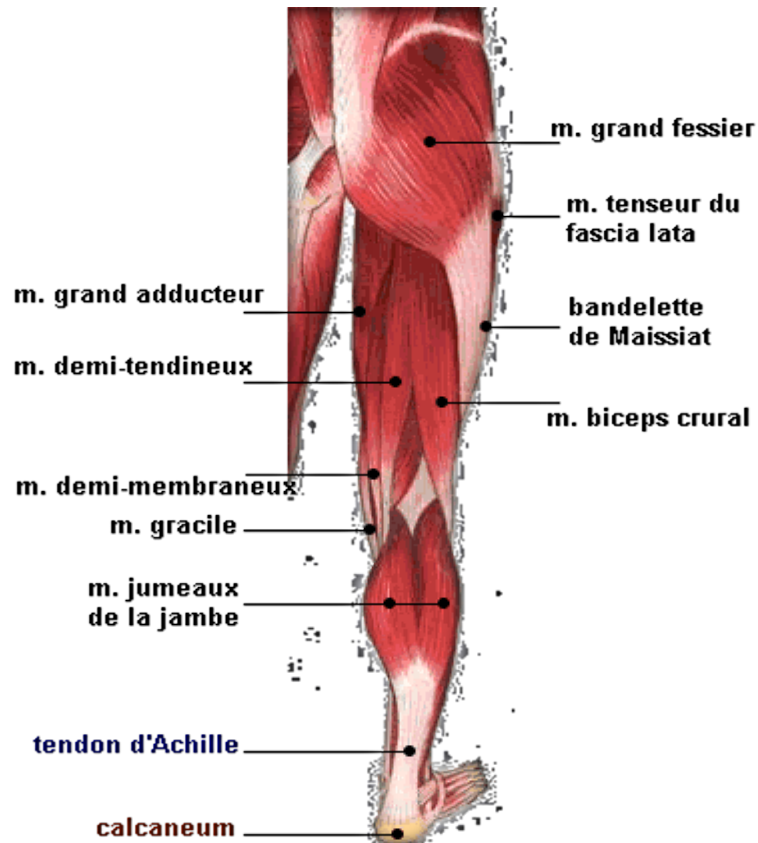 m. grand fessier
m. tenseur du
fascia lata
m. grand adducteur
bandelette
de Maissiat
m. demi-tendineux
m. biceps crural
m. demi-membraneux
m. gracile
m. jumeaux
de la jambe
tendon d'Achille
calcaneum